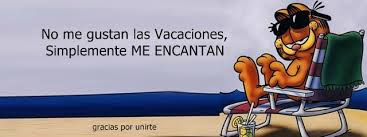 No me gustan las Vacaciones,
Simplemente ME ENCANTAN
gracias por unirte